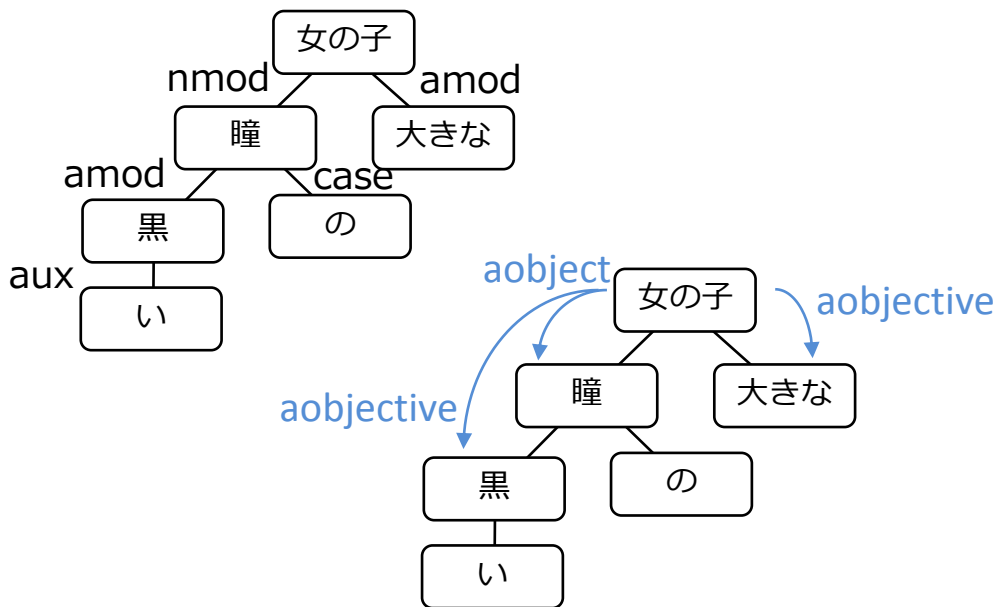 女の子
nmod
amod
瞳
大きな
amod
case
黒
の
aux
い
aobject
女の子
aobjective
瞳
大きな
aobjective
黒
の
い